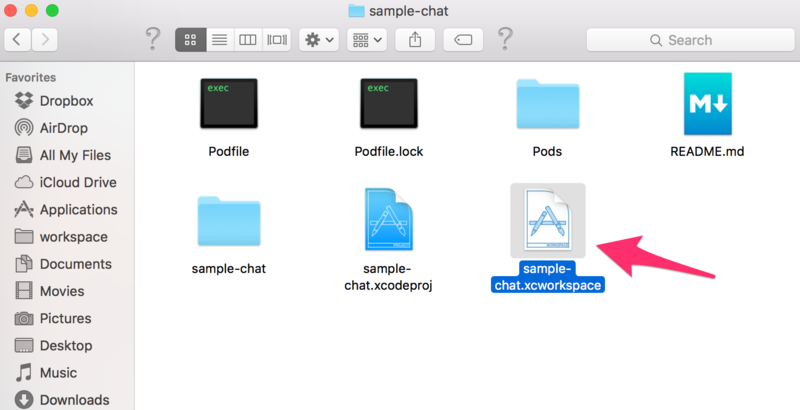 sample-chat
Search
Favorites
Dropbox
AirDrop
All My Files
iCloud Drive
Applications
workspace
Documents
Movies
Pictures
Desktop
Music
Downloads
exec
exec
M
Podfile
Podfile.lock
Pods
README.md
sample-chat
sample-
chat.xcodeproj
sample-
chat.xcworkspace